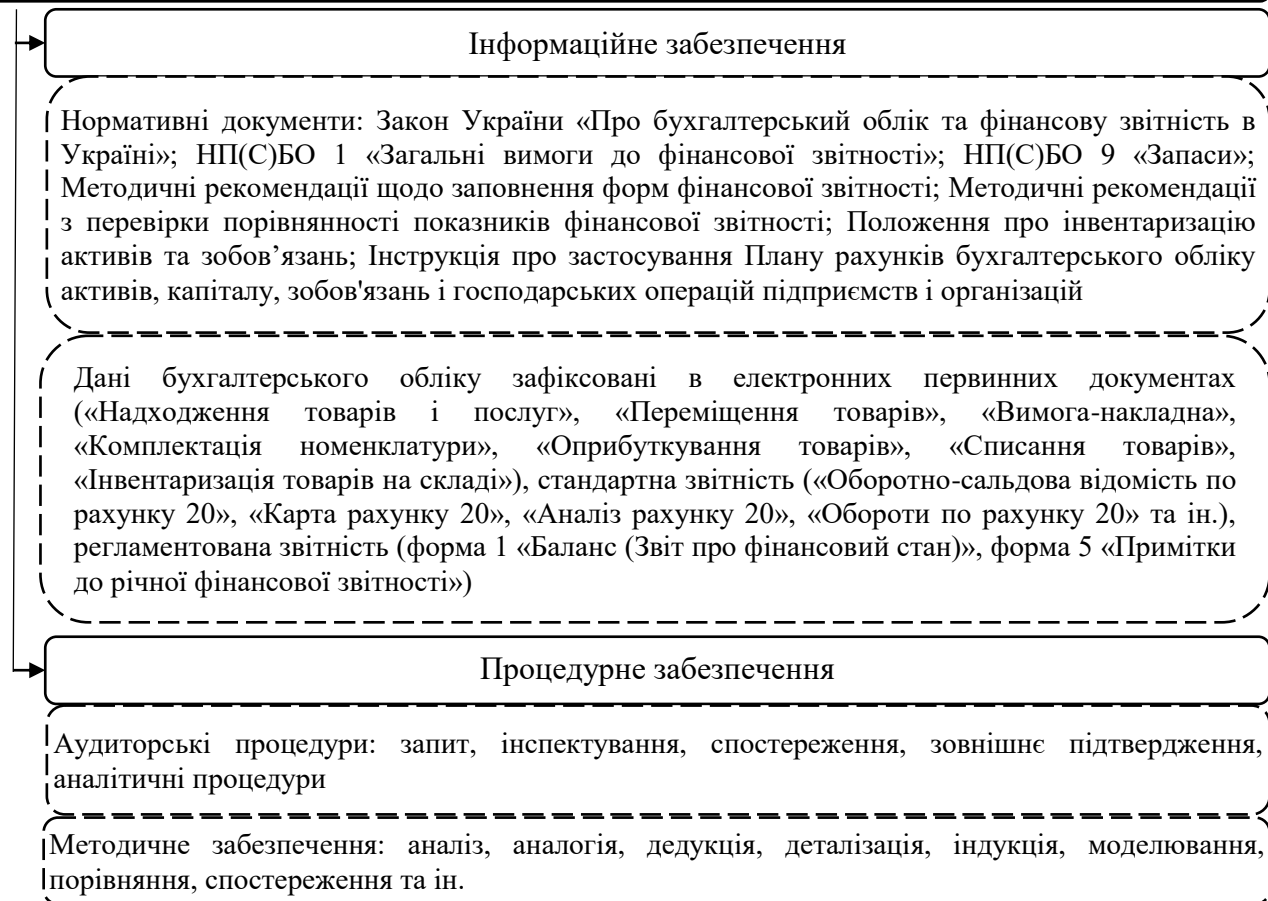 Інформаційне забезпечення
Нормативні документи: Закон України «Про бухгалтерський облік та фінансову звітність в
Україні»; НП(С)БО 1 «Загальні вимоги до фінансової звітності»; НП(С)БО 9 «Запаси»;
Методичні рекомендації щодо заповнення форм фінансової звітності; Методичні рекомендації
з перевірки порівнянності показників фінансової звітності; Положення про інвентаризацію
активів та зобов’язань; Інструкція про застосування Плану рахунків бухгалтерського обліку
активів, капіталу, зобов'язань і господарських операцій підприємств і організацій
Дані бухгалтерського обліку зафіксовані в електронних первинних документах
(«Надходження товарів і послуг», «Переміщення товарів», «Вимога-накладна»,
«Комплектація номенклатури», «Оприбуткування товарів», «Списання товарів»,
«Інвентаризація товарів на складі»), стандартна звітність («Оборотно-сальдова відомість по
рахунку 20», «Карта рахунку 20», «Аналіз рахунку 20», «Обороти по рахунку 20» та ін.),
регламентована звітність (форма 1 «Баланс (Звіт про фінансовий стан)», форма 5 «Примітки
до річної фінансової звітності»)
Процедурне забезпечення
Аудиторські процедури: запит, інспектування, спостереження, зовнішнє підтвердження,
аналітичні процедури
Методичне забезпечення: аналіз, аналогія, дедукція, деталізація, індукція, моделювання,
порівняння, спостереження та ін.